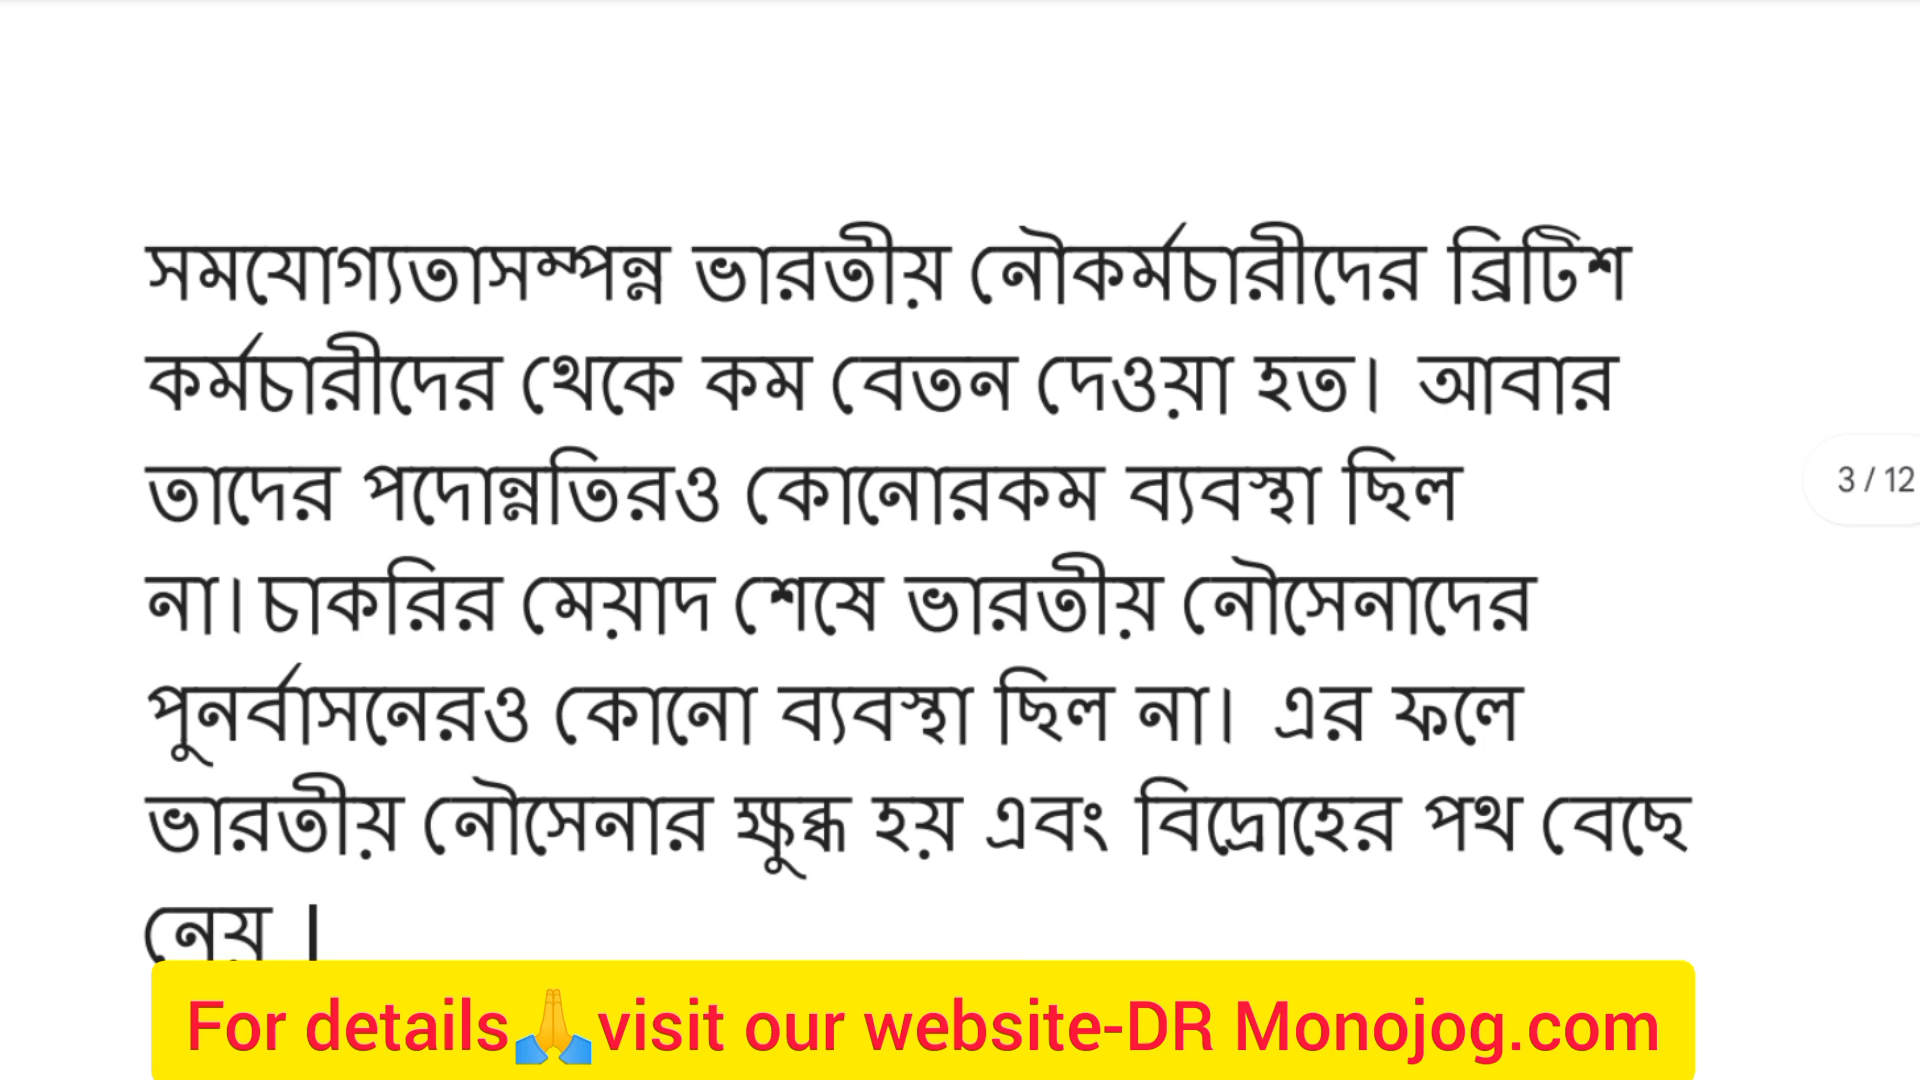 সমযোগ্যতাসম্পন্ন ভারতীয় নৌকর্মচারীদের ব্রিটিশ
কর্মচারীদের থেকে কম বেতন দেওয়া হত। আবার
তাদের পদোন্নতিরও কোনোরকম ব্যবস্থা ছিল
না। চাকরির মেয়াদ শেষে ভারতীয় নৌসেনাদের
পুনর্বাসনেরও কোনো ব্যবস্থা ছিল না। এর ফলে
ভারতীয় নৌসেনার ক্ষুব্ধ হয় এবং বিদ্রোহের পথ বেছে
নেয় |
3 / 12
For details🙏visit our website-DR Monojog.com